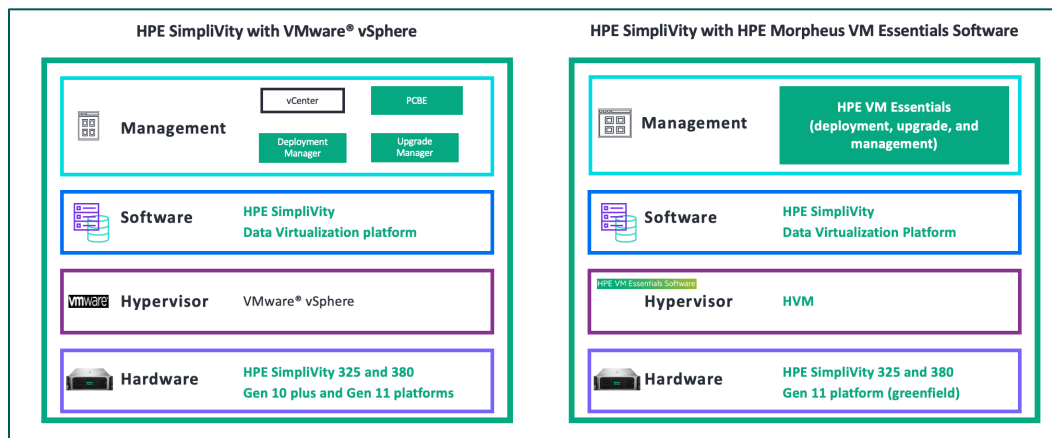 HPE SimpliVity with VMware® vSphere
Management
vCenter
PCBE
Deployment
Manager
Upgrade
Manager
Software
HPE SimpliVity
Data Virtualization platform
vmware
Hypervisor
VMware® vSphere
Hardware
HPE SimpliVity 325 and 380
Gen 10 plus and Gen 11 platforms
HPE SimpliVity with HPE Morpheus VM Essentials Software
Management
HPE VM Essentials
(deployment, upgrade, and
management)
Software
HPE SimpliVity
Data Virtualization Platform
HPE VM Essentials Software
Hypervisor
HVM
Hardware
HPE SimpliVity 325 and 380
Gen 11 platform (greenfield)